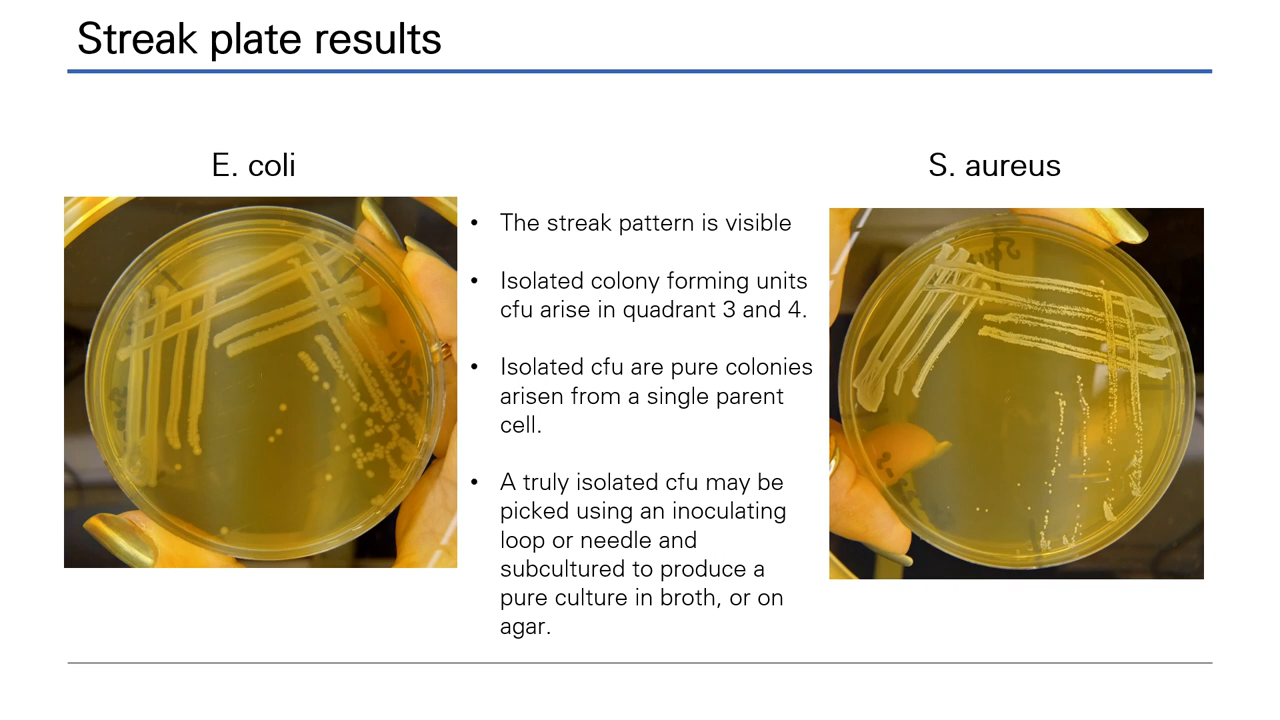 Streak plate results
E. coli
S. aureus
• The streak pattern is visible
• Isolated colony forming units
cfu arise in quadrant 3 and 4.
• Isolated cfu are pure colonies
arisen from a single parent
cell.
• A truly isolated cfu may be
picked using an inoculating
loop or needle and
subcultured to produce a
pure culture in broth, or on
agar.